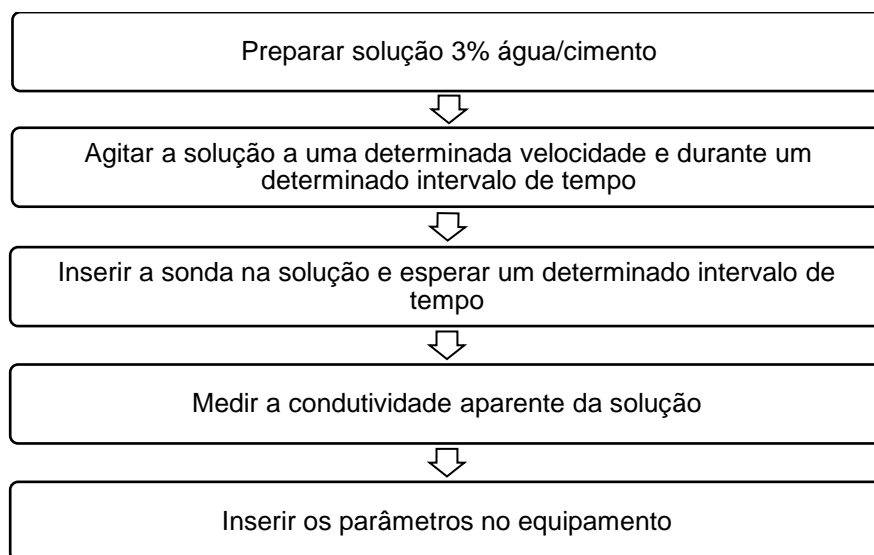 Preparar solução 3% água/cimento
Agitar a solução a uma determinada velocidade e durante um
determinado intervalo de tempo
Inserir a sonda na solução e esperar um determinado intervalo de
tempo
Medir a condutividade aparente da solução
Inserir os parâmetros no equipamento